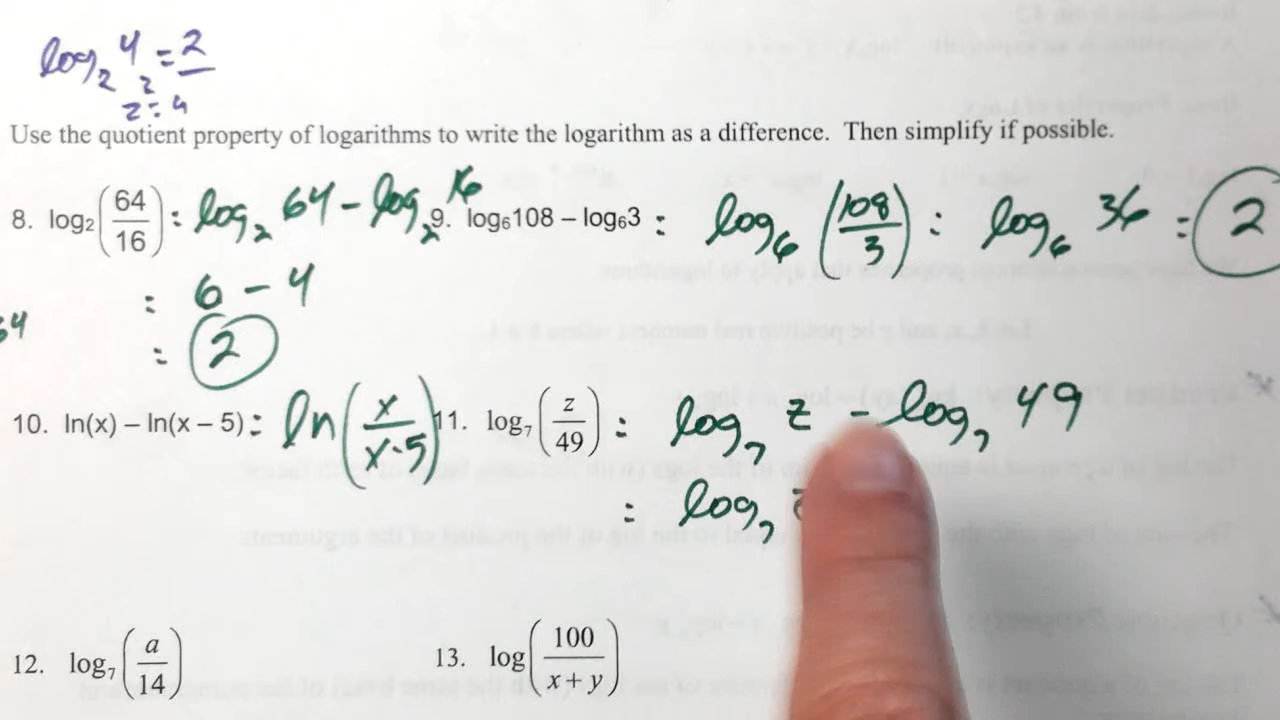 log₂ 4 = 2
2² = 4
Use the quotient property of logarithms to write the logarithm as a difference. Then simplify if possible.
8. log₂(64/16) = log₂ 64 - log₂ 16
= 6 - 4
= 2
64
9. log₆108 – log₆3 = log₆(108/3) = log₆ 36 = 2
10. ln(x) – ln(x – 5) = ln(x/x-5)
11. log₇(z/49) = log₇ z - log₇ 49
= log₇ z
12. log₇(a/14)
13. log(100/x + y)